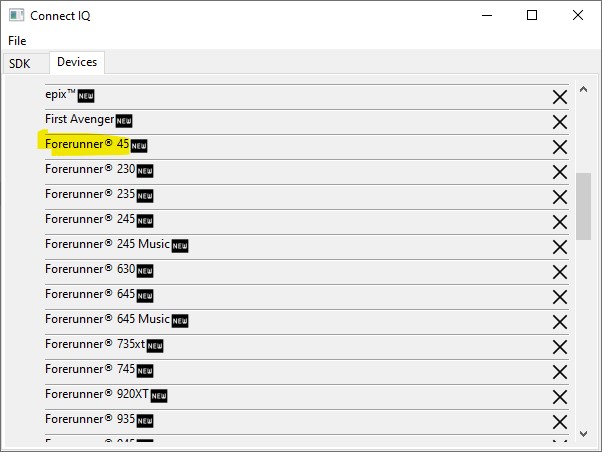 Connect IQ
File
SDK Devices
epix™ NEW
First Avenger NEW
Forerunner® 45 NEW
Forerunner® 230 NEW
Forerunner® 235 NEW
Forerunner® 245 NEW
Forerunner® 245 Music NEW
Forerunner® 630 NEW
Forerunner® 645 NEW
Forerunner® 645 Music NEW
Forerunner® 735xt NEW
Forerunner® 745 NEW
Forerunner® 920XT NEW
Forerunner® 935 NEW